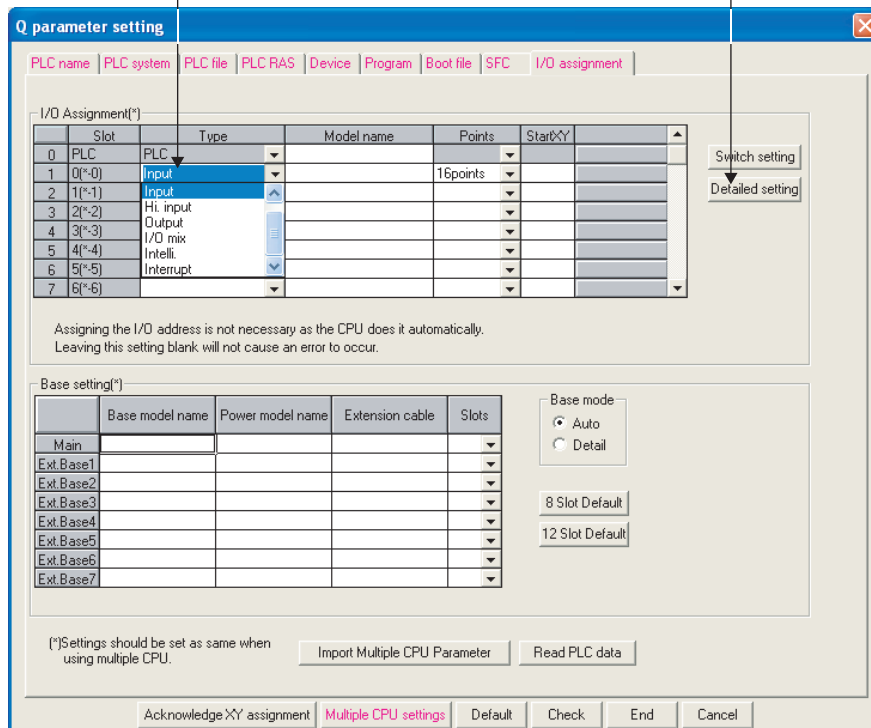 Q parameter setting
PLC name PLC system PLC file PLC RAS Device Program Boot file SFC I/O assignment
I/O Assignment(*)
Slot Type Model name Points StartXY
0 PLC PLC
1 0(*-0) Input 16points
2 1(*-1) Input
3 2(*-2) Hi. input
4 3(*-3) Output
I/O mix
5 4(*-4) Intelli.
6 5(*-5) Interrupt
7 6(*-6)
Switch setting
Detailed setting
Assigning the I/O address is not necessary as the CPU does it automatically.
Leaving this setting blank will not cause an error to occur.
Base setting(*)
Base model name Power model name Extension cable Slots
Main
Ext.Base1
Ext.Base2
Ext.Base3
Ext.Base4
Ext.Base5
Ext.Base6
Ext.Base7
Base mode
Auto
Detail
8 Slot Default
12 Slot Default
(*)Settings should be set as same when
using multiple CPU.
Import Multiple CPU Parameter Read PLC data
Acknowledge XY assignment Multiple CPU settings Default Check End Cancel